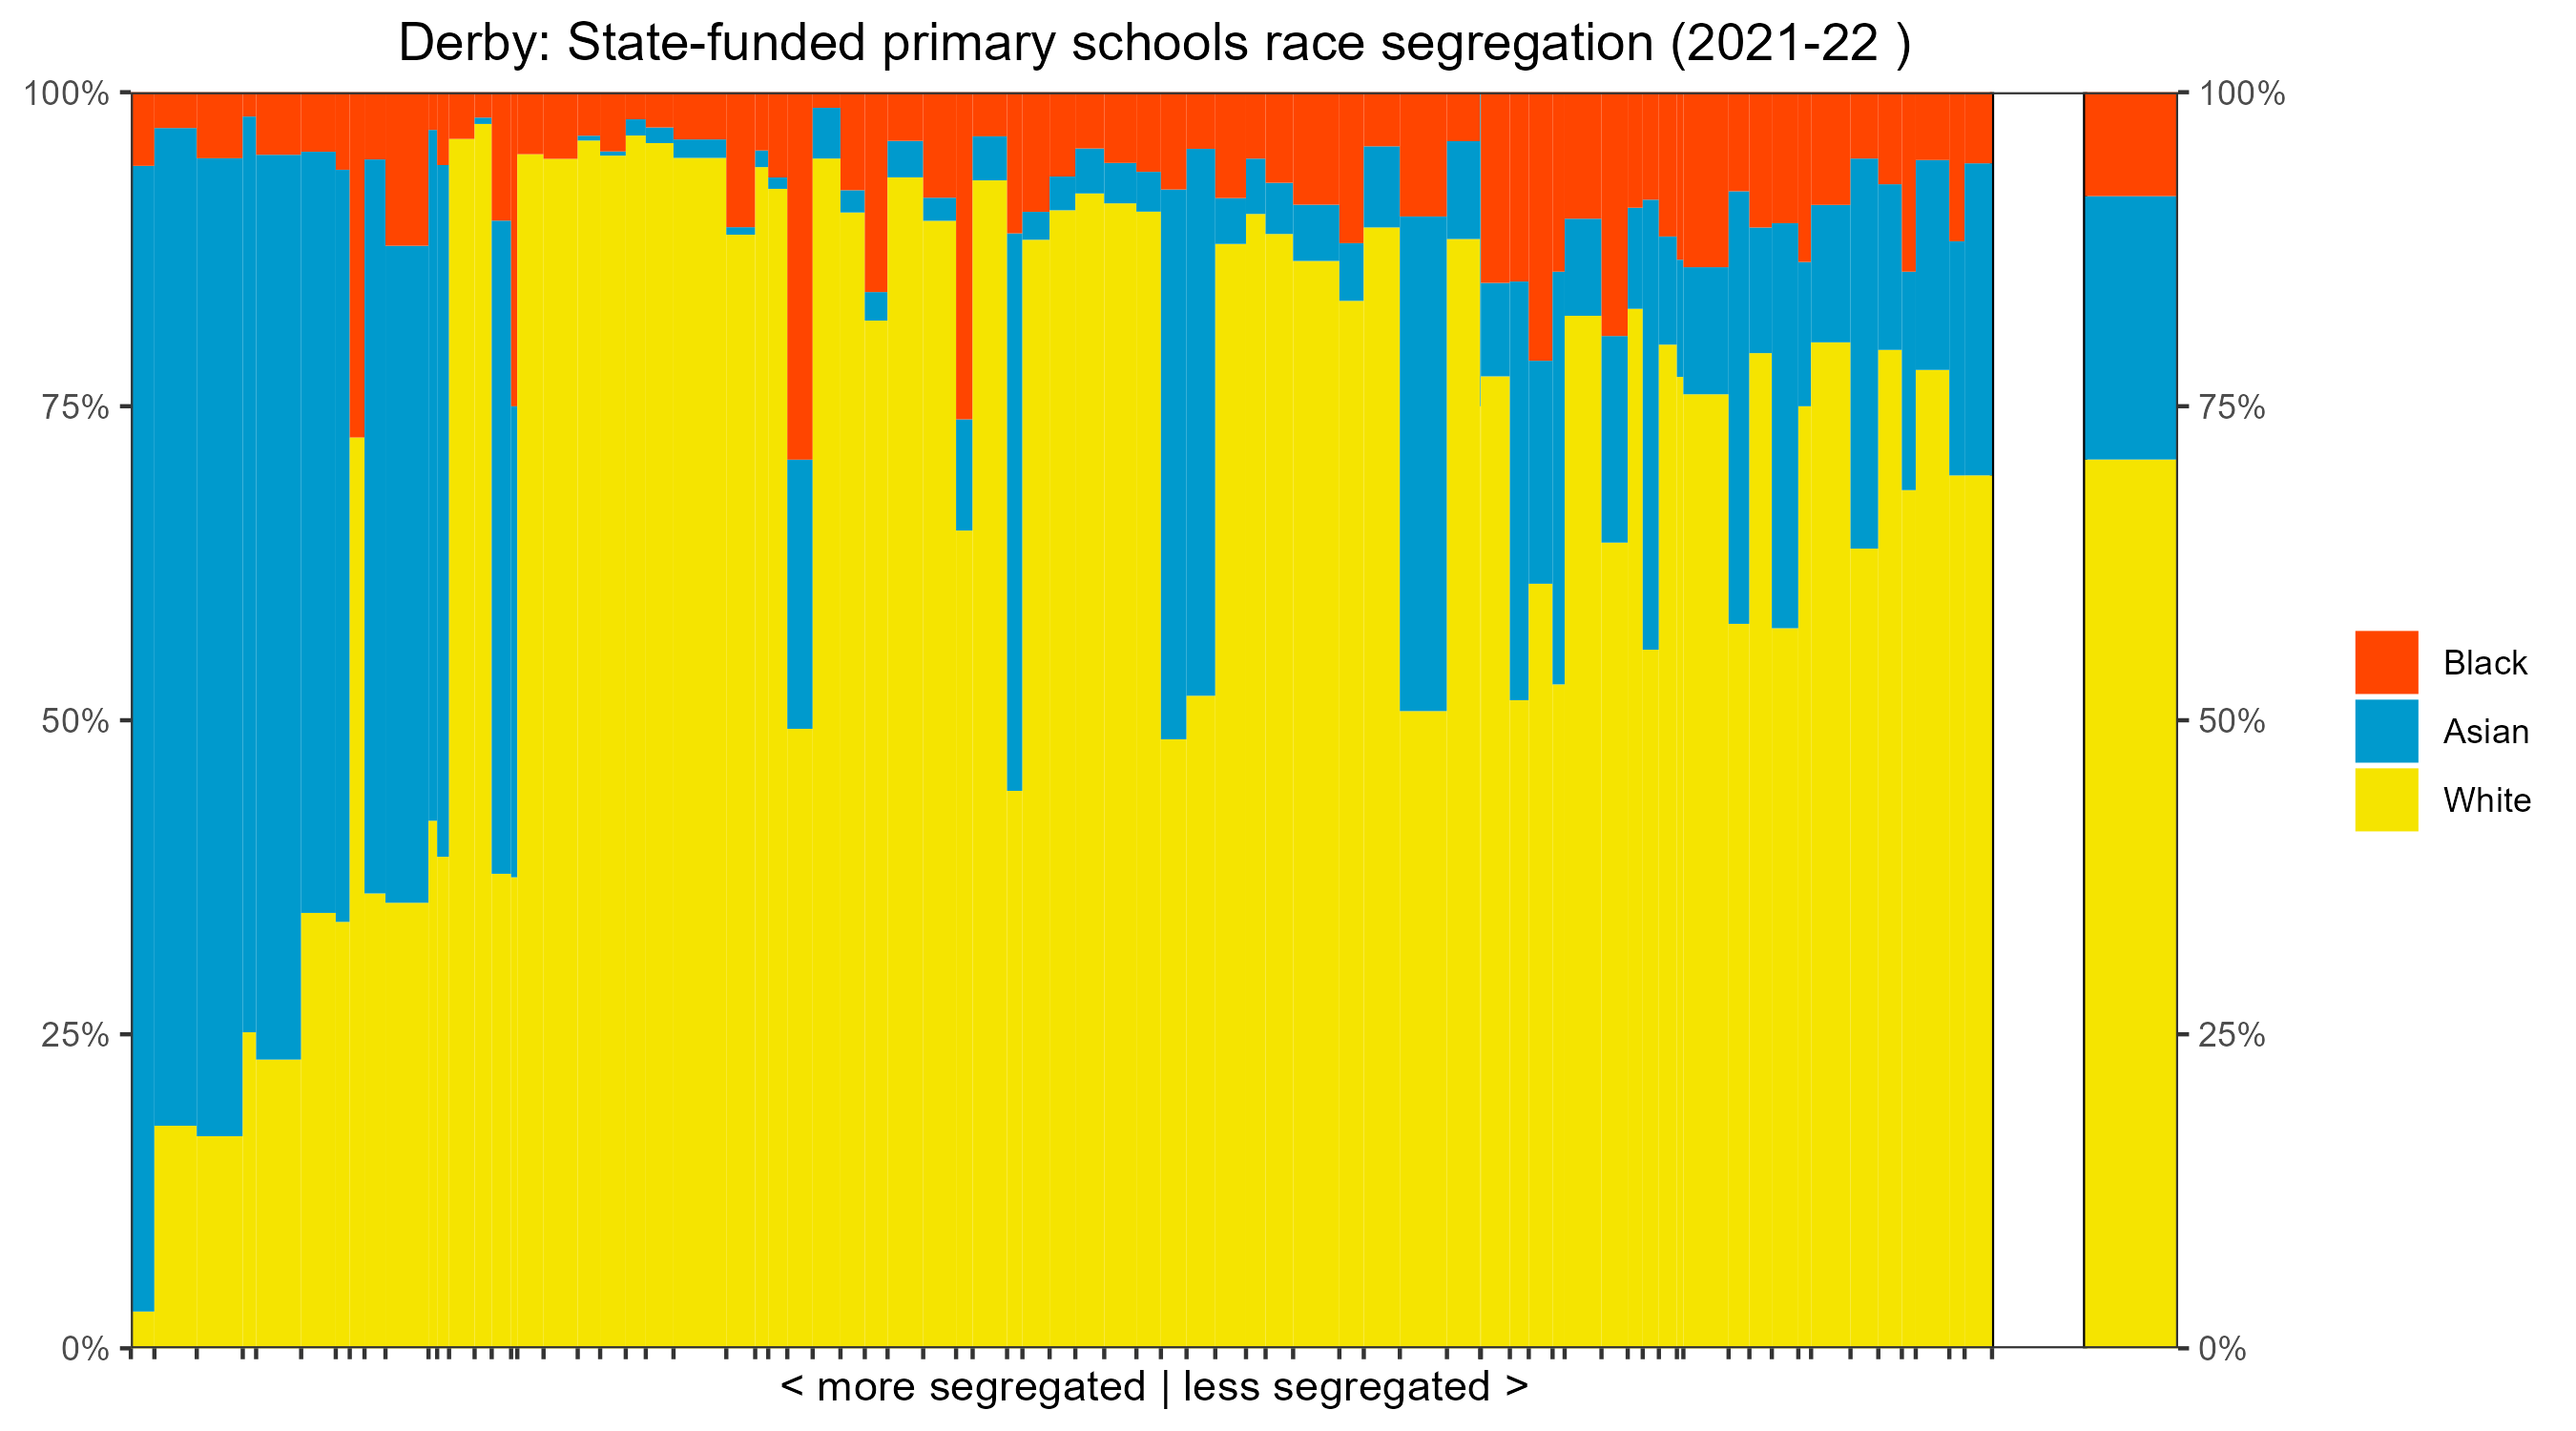 Derby: State-funded primary schools race segregation (2021-22 )
100%
75%
50%
25%
0%
100%
75%
50%
25%
0%
Black
Asian
White
< more segregated | less segregated >